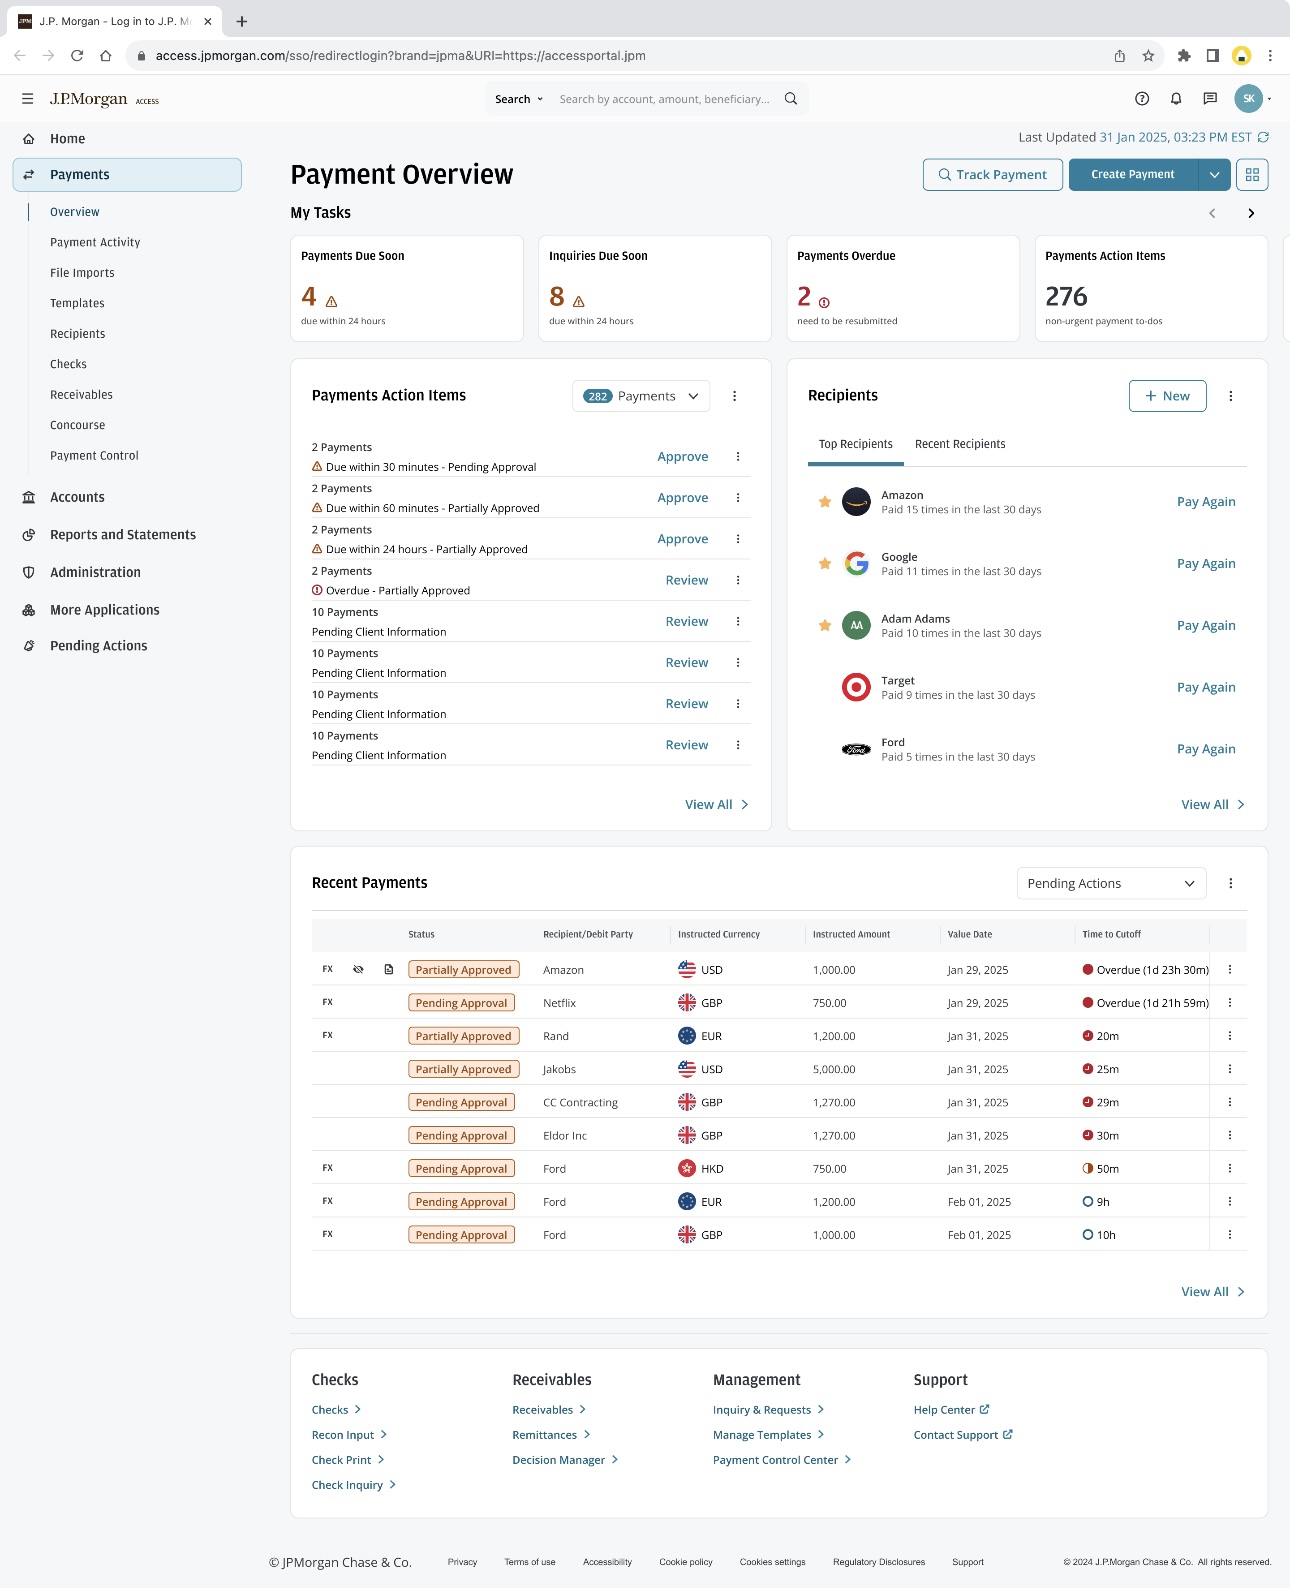 JPM J.P. Morgan - Log in to J.P. M
access.jpmorgan.com/sso/redirectlogin?brand=jpma&URI=https://accessportal.jpm
J.P.Morgan ACCESS
Search
Search by account, amount, beneficiary...
SK
Home
Payments
Overview
Payment Activity
File Imports
Templates
Recipients
Checks
Receivables
Concourse
Payment Control
Accounts
Reports and Statements
Administration
More Applications
Pending Actions
Last Updated 31 Jan 2025, 03:23 PM EST
Payment Overview
Track Payment
Create Payment
My Tasks
Payments Due Soon
4
due within 24 hours
Inquiries Due Soon
8
due within 24 hours
Payments Overdue
2
need to be resubmitted
Payments Action Items
276
non-urgent payment to-dos
Payments Action Items
282 Payments
2 Payments
Due within 30 minutes - Pending Approval
Approve
2 Payments
Due within 60 minutes - Partially Approved
Approve
2 Payments
Due within 24 hours - Partially Approved
Approve
2 Payments
Overdue - Partially Approved
Review
10 Payments
Pending Client Information
Review
10 Payments
Pending Client Information
Review
10 Payments
Pending Client Information
Review
10 Payments
Pending Client Information
Review
View All
Recipients
+ New
Top Recipients
Recent Recipients
Amazon
Paid 15 times in the last 30 days
Pay Again
Google
Paid 11 times in the last 30 days
Pay Again
AA
Adam Adams
Paid 10 times in the last 30 days
Pay Again
Target
Paid 9 times in the last 30 days
Pay Again
Ford
Ford
Paid 5 times in the last 30 days
Pay Again
View All
Recent Payments
Pending Actions
Status Recipient/Debit Party Instructed Currency Instructed Amount Value Date Time to Cutoff
FX Partially Approved Amazon USD 1,000.00 Jan 29, 2025 Overdue (1d 23h 30m)
FX Pending Approval Netflix GBP 750.00 Jan 29, 2025 Overdue (1d 21h 59m)
FX Partially Approved Rand EUR 1,200.00 Jan 31, 2025 20m
Partially Approved Jakobs USD 5,000.00 Jan 31, 2025 25m
Pending Approval CC Contracting GBP 1,270.00 Jan 31, 2025 29m
Pending Approval Eldor Inc GBP 1,270.00 Jan 31, 2025 30m
FX Pending Approval Ford HKD 750.00 Jan 31, 2025 50m
FX Pending Approval Ford EUR 1,200.00 Feb 01, 2025 9h
FX Pending Approval Ford GBP 1,000.00 Feb 01, 2025 10h
View All
Checks
Checks
Recon Input
Check Print
Check Inquiry
Receivables
Receivables
Remittances
Decision Manager
Management
Inquiry & Requests
Manage Templates
Payment Control Center
Support
Help Center
Contact Support
© JPMorgan Chase & Co. Privacy Terms of use Accessibility Cookie policy Cookies settings Regulatory Disclosures Support © 2024 J.P.Morgan Chase & Co. All rights reserved.